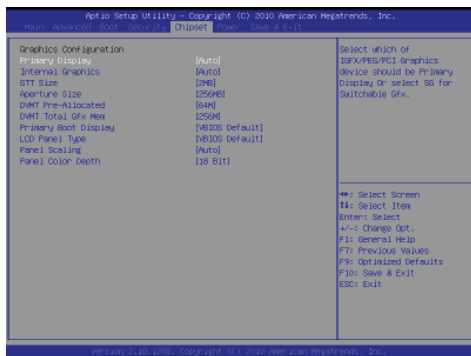 Aptio Setup Utility - Copyright (C) 2010 American Megatrends, Inc.
Main Advanced Boot Security Chipset Power Save & Exit
Graphics Configuration
Primary Display [Auto]
Internal Graphics [Auto]
GTT Size [2MB]
Aperture Size [256MB]
DVMT Pre-Allocated [64M]
DVMT Total Gfx Mem [256M]
Primary Boot Display [VBIOS Default]
LCD Panel Type [VBIOS Default]
Panel Scaling [Auto]
Panel Color Depth [18 Bit]
Select which of
IGFX/PEG/PCI Graphics
device should be Primary
Display Or select SG for
Switchable Gfx.
↔: Select Screen
↑↓: Select Item
Enter: Select
+/-: Change Opt.
F1: General Help
F7: Previous Values
F9: Optimized Defaults
F10: Save & Exit
ESC: Exit
Version 2.10.1208. Copyright (C) 2010 American Megatrends, Inc.